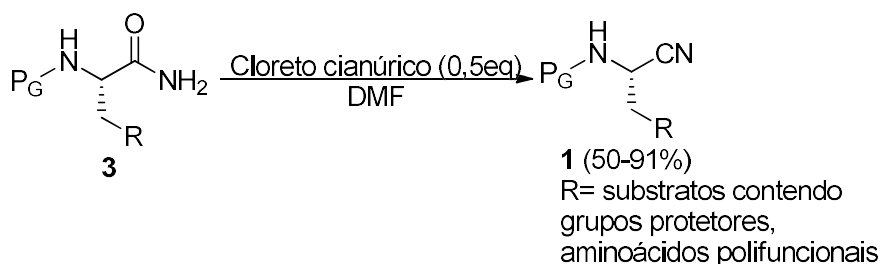 H
N
P_G
O
NH2
R
3
Cloreto cianúrico (0,5eq)
DMF
H
N
CN
P_G
R
1 (50-91%)
R= substratos contendo
grupos protetores,
aminoácidos polifuncionais